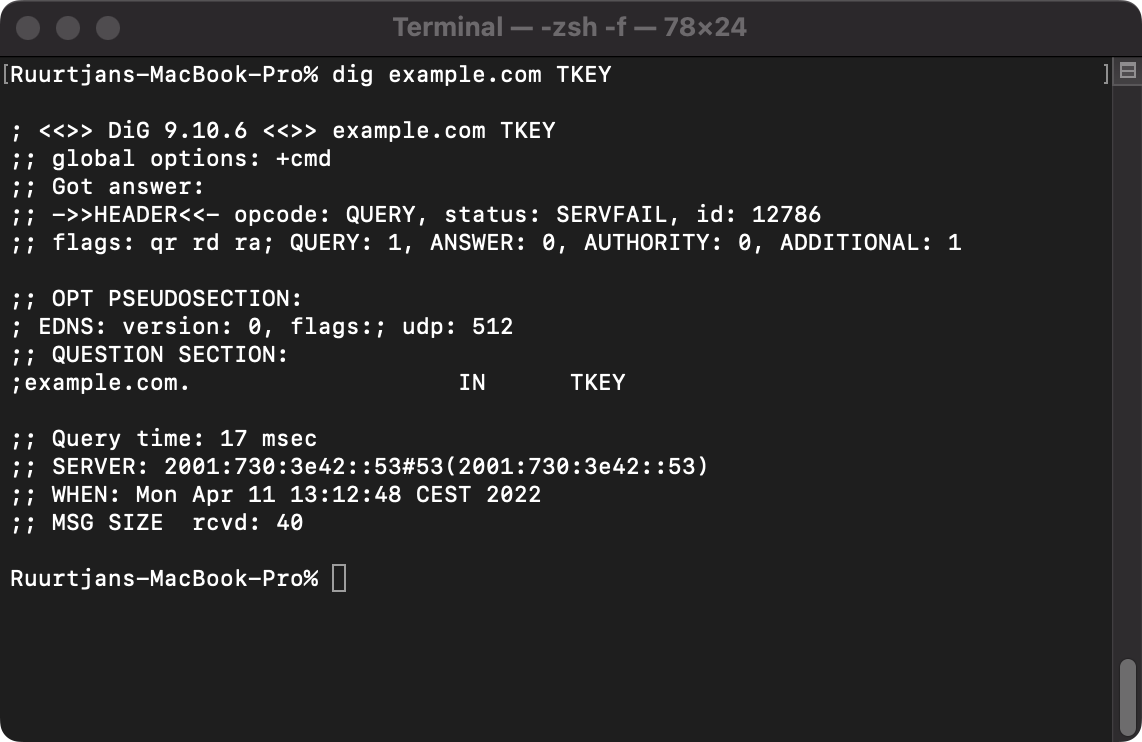 Terminal — -zsh -f — 78×24
[Ruurtjans-MacBook-Pro% dig example.com TKEY ]
; <<>> DiG 9.10.6 <<>> example.com TKEY
;; global options: +cmd
;; Got answer:
;; ->>HEADER<<- opcode: QUERY, status: SERVFAIL, id: 12786
;; flags: qr rd ra; QUERY: 1, ANSWER: 0, AUTHORITY: 0, ADDITIONAL: 1
;; OPT PSEUDOSECTION:
; EDNS: version: 0, flags:; udp: 512
;; QUESTION SECTION:
;example.com. IN TKEY
;; Query time: 17 msec
;; SERVER: 2001:730:3e42::53#53(2001:730:3e42::53)
;; WHEN: Mon Apr 11 13:12:48 CEST 2022
;; MSG SIZE  rcvd: 40
Ruurtjans-MacBook-Pro%